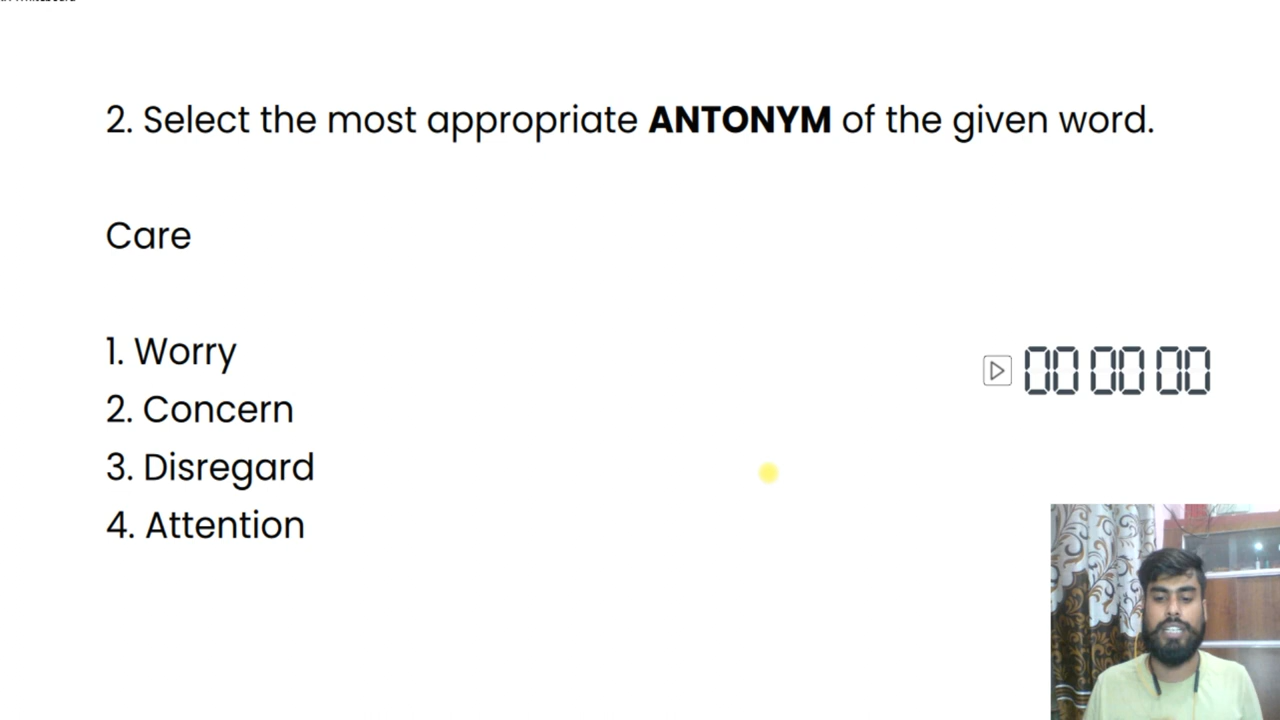 2. Select the most appropriate ANTONYM of the given word.
Care
1. Worry
2. Concern
3. Disregard
4. Attention
00 00 00